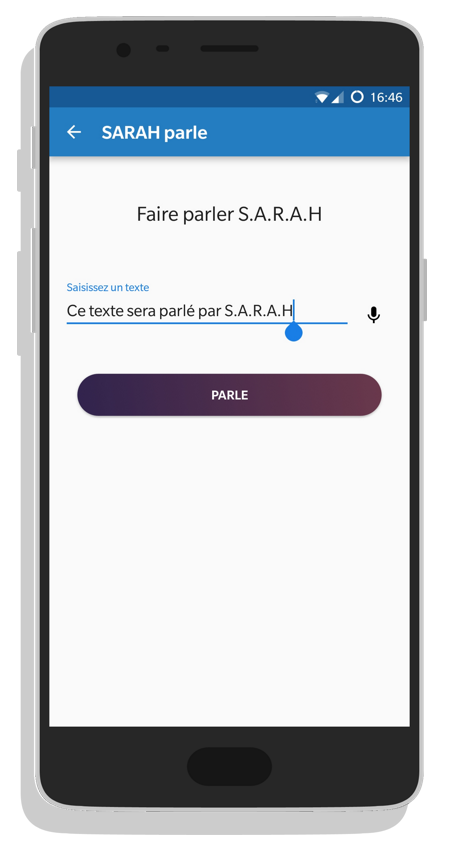 16:46
SARAH parle
Faire parler S.A.R.A.H
Saisissez un texte
Ce texte sera parlé par S.A.R.A.H
PARLE